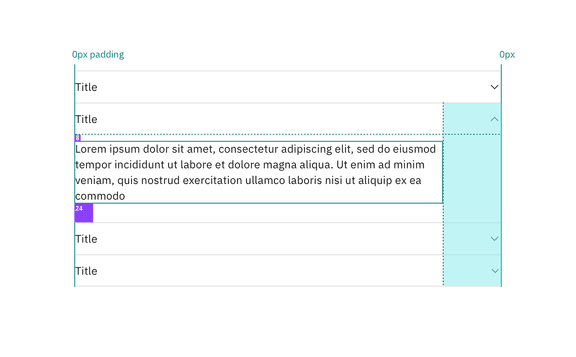 0px padding
0px
Title
Title
8
Lorem ipsum dolor sit amet, consectetur adipiscing elit, sed do eiusmod
tempor incididunt ut labore et dolore magna aliqua. Ut enim ad minim
veniam, quis nostrud exercitation ullamco laboris nisi ut aliquip ex ea
commodo
24
Title
Title